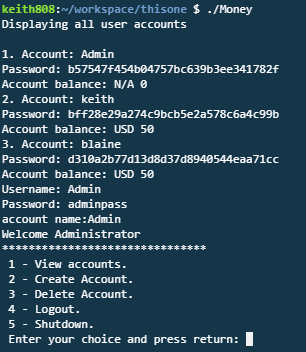 keith808:~/workspace/thisone $ ./Money
Displaying all user accounts
1. Account: Admin
Password: b57547f454b04757bc639b3ee341782f
Account balance: N/A 0
2. Account: keith
Password: bff28e29a274c9bcb5e2a578c6a4c99b
Account balance: USD 50
3. Account: blaine
Password: d310a2b77d13d8d37d8940544eaa71cc
Account balance: USD 50
Username: Admin
Password: adminpass
account name:Admin
Welcome Administrator
*******************************
1 - View accounts.
2 - Create Account.
3 - Delete Account.
4 - Logout.
5 - Shutdown.
Enter your choice and press return: